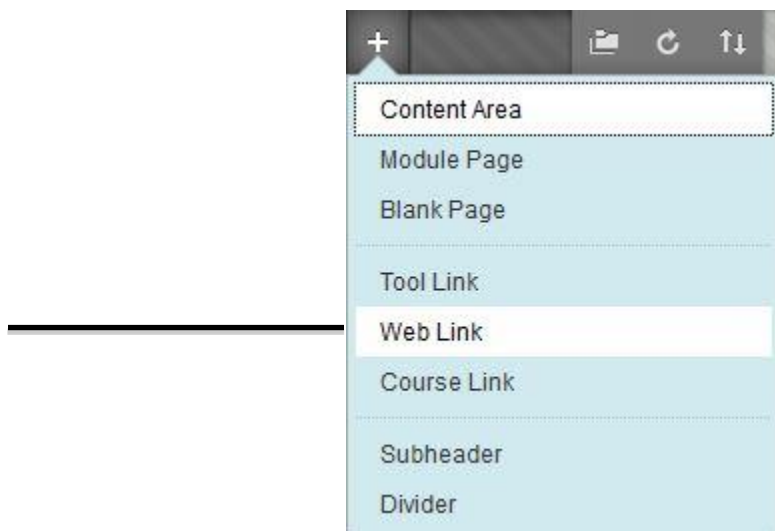 Content Area
Module Page
Blank Page
Tool Link
Web Link
Course Link
Subheader
Divider